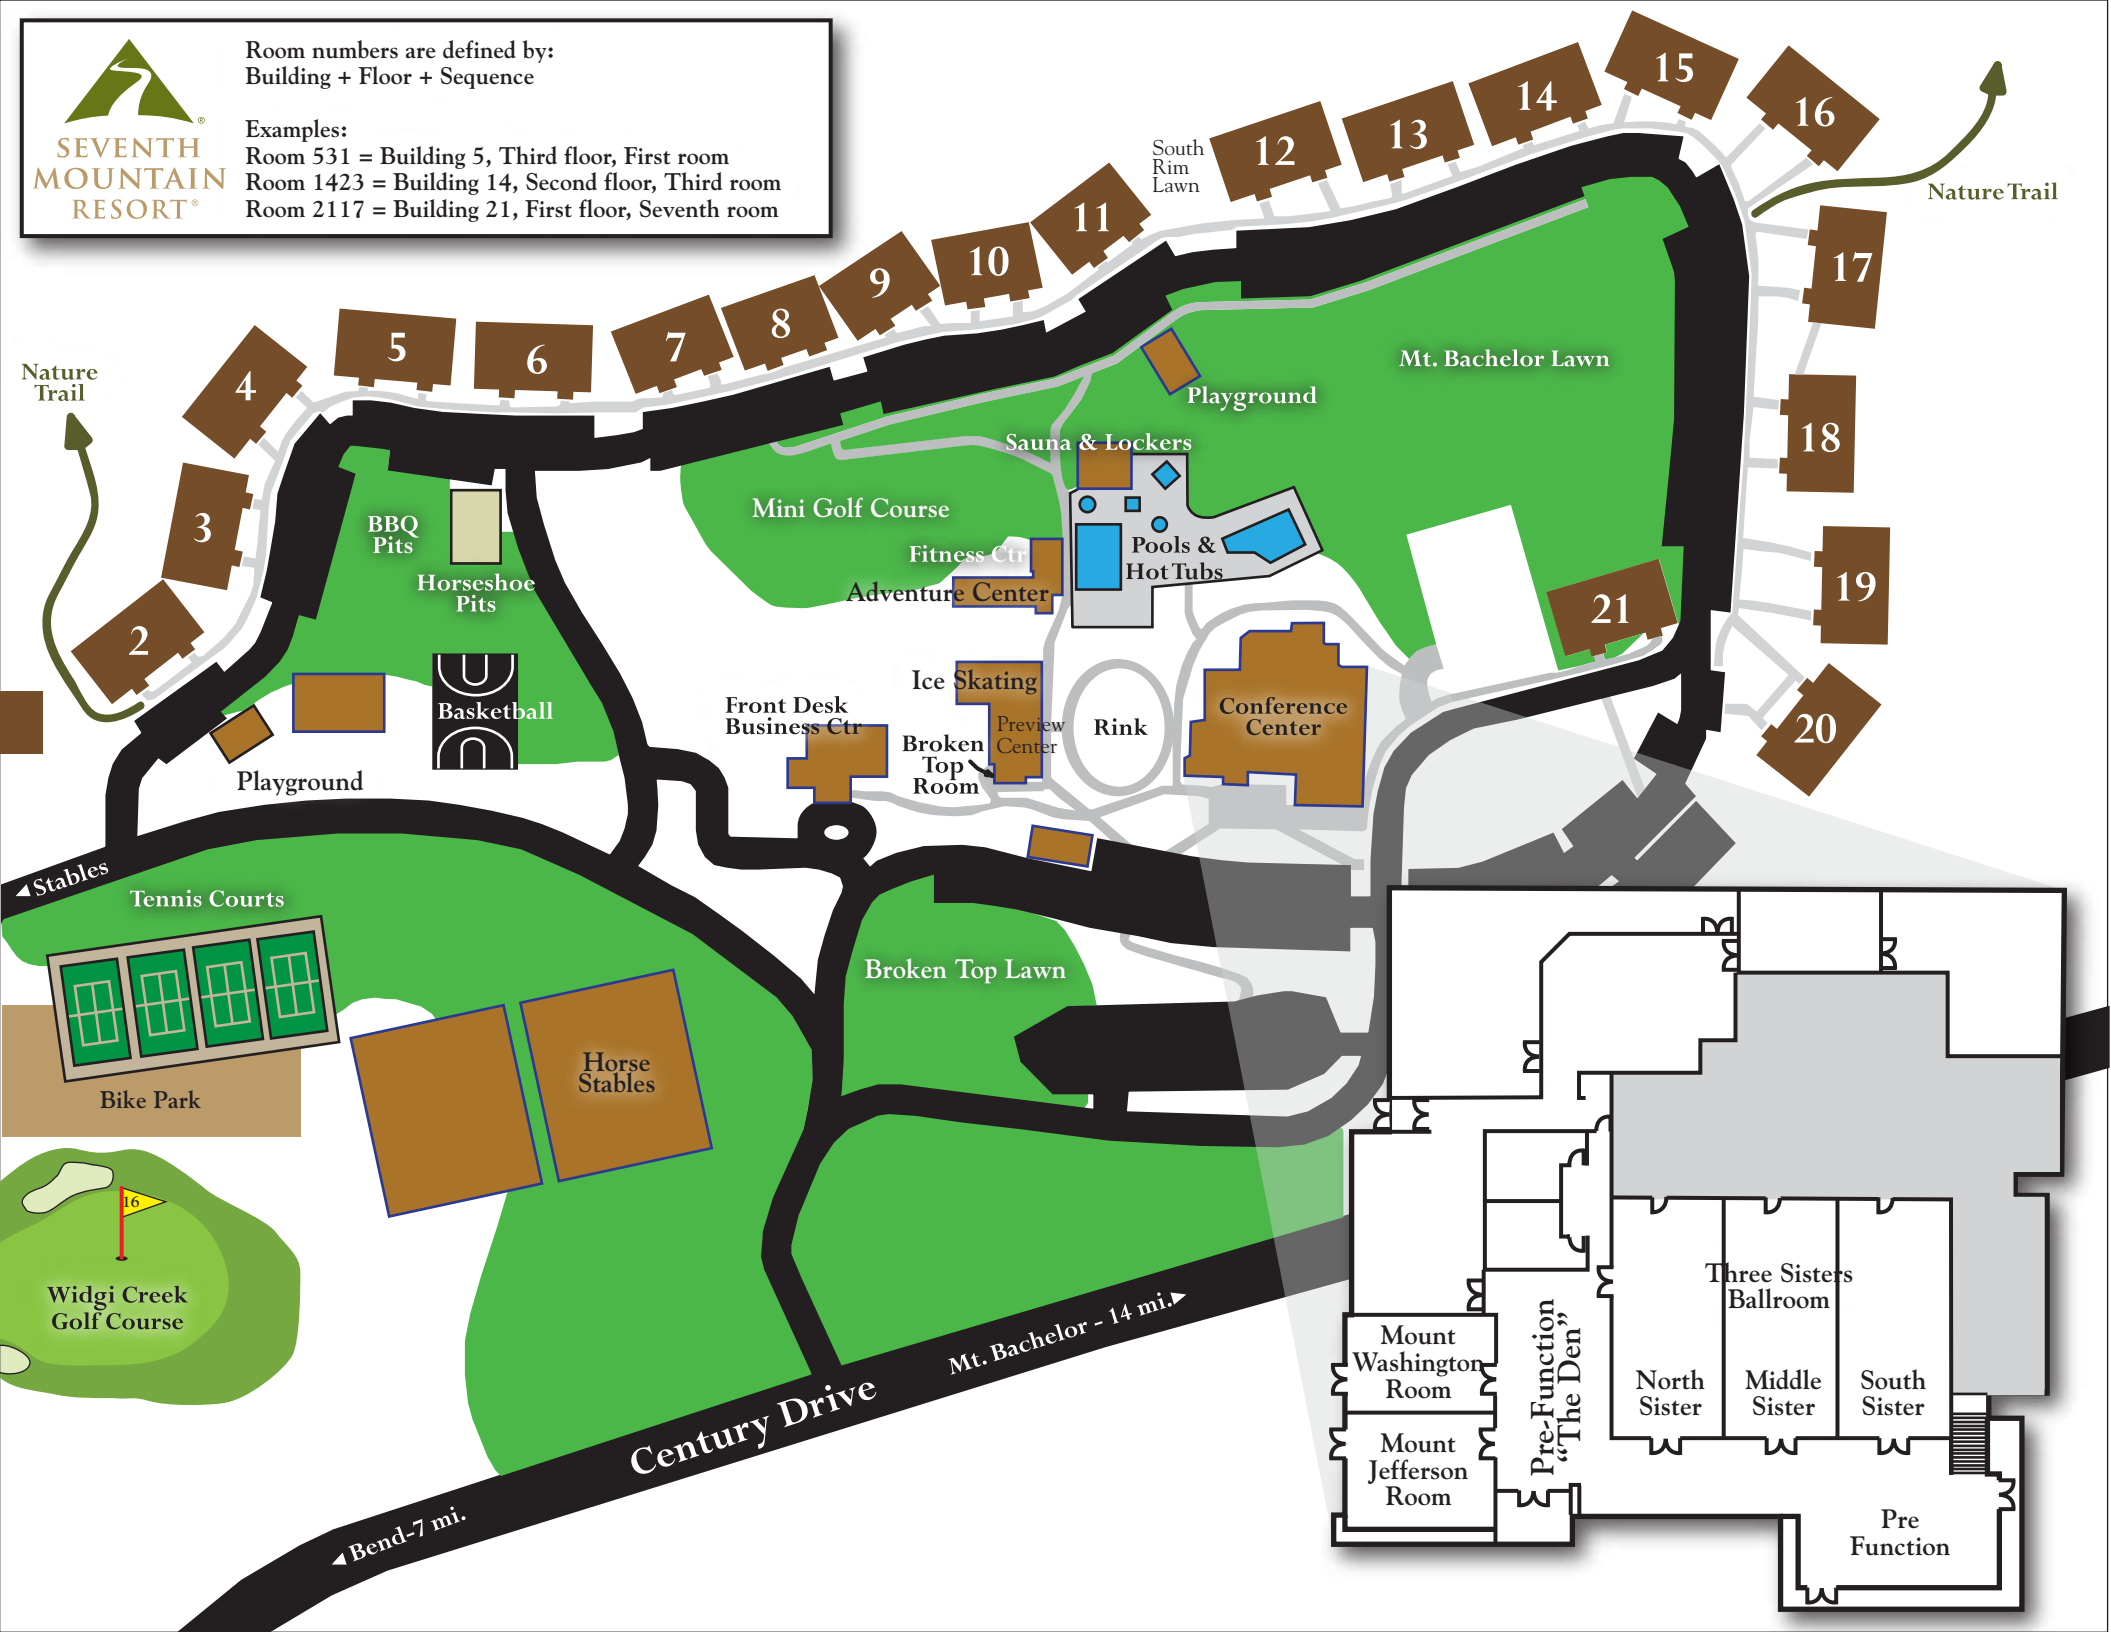 SEVENTH
MOUNTAIN
RESORT®
®
Room numbers are defined by:
Building + Floor + Sequence
Examples:
Room 531 = Building 5, Third floor, First room
Room 1423 = Building 14, Second floor, Third room
Room 2117 = Building 21, First floor, Seventh room
Nature
Trail
2
3
4
5
6
7
8
9
10
11
South
Rim
Lawn
12
13
14
15
16
Nature Trail
17
18
19
20
21
Mt. Bachelor Lawn
Playground
Sauna & Lockers
Mini Golf Course
Pools &
Hot Tubs
Fitness Ctr
Adventure Center
BBQ
Pits
Horseshoe
Pits
Basketball
Playground
Front Desk
Business Ctr
Ice Skating
Preview
Center
Broken
Top
Room
Rink
Conference
Center
Stables
Tennis Courts
Bike Park
Horse
Stables
Broken Top Lawn
16
Widgi Creek
Golf Course
Century Drive
Mt. Bachelor - 14 mi.
Bend-7 mi.
Three Sisters
Ballroom
North
Sister
Middle
Sister
South
Sister
Mount
Washington
Room
Mount
Jefferson
Room
Pre-Function
“The Den”
Pre
Function